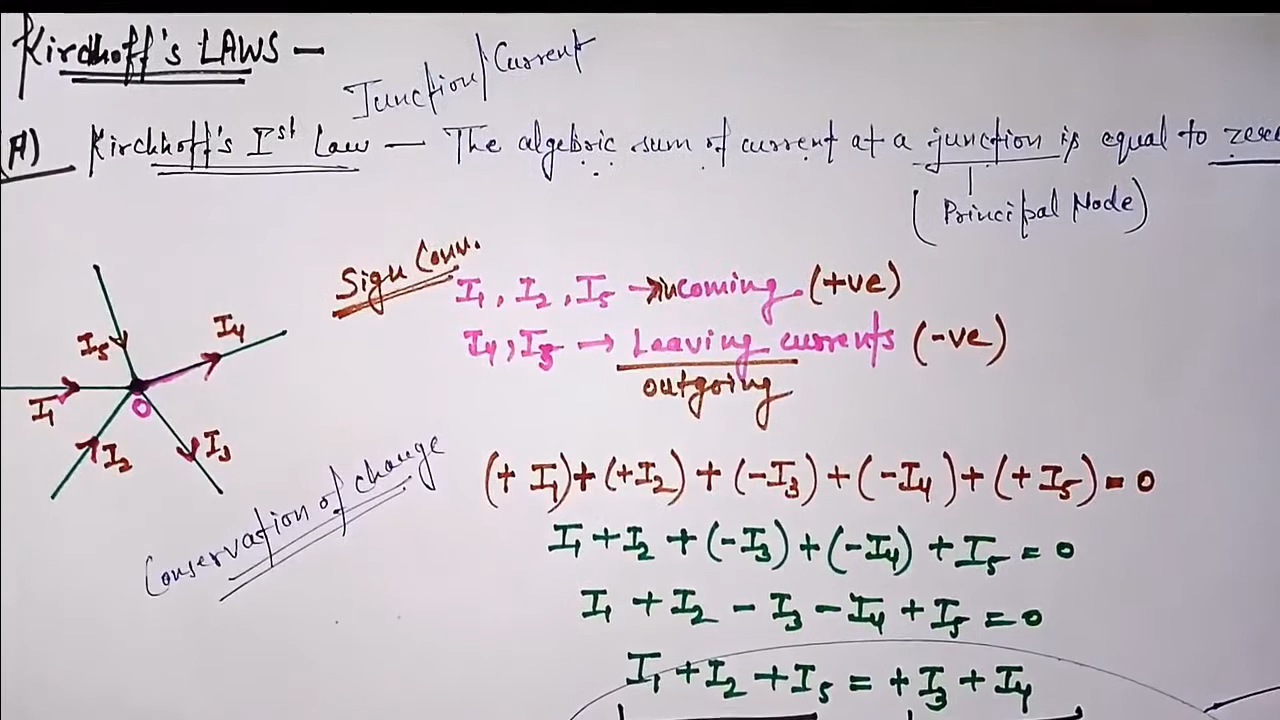 Kirchhoff's LAWS —
Junction/Current
(A) Kirchhoff's Ist Law — The algebric sum of current at a junction is equal to zero
(Principal Node)
Sign Conv.
I1, I2, I5 → incoming (+ve)
I4, I3 → Leaving currents (-ve)
outgoing
I5
I4
I1
O
I2
I3
Conservation of change
(+ I1)+(+I2) + (-I3) + (-I4) + (+I5) = 0
I1 + I2 + (-I3) + (-I4) + I5 = 0
I1 + I2 - I3 - I4 + I5 = 0
I1 + I2 + I5 = + I3 + I4